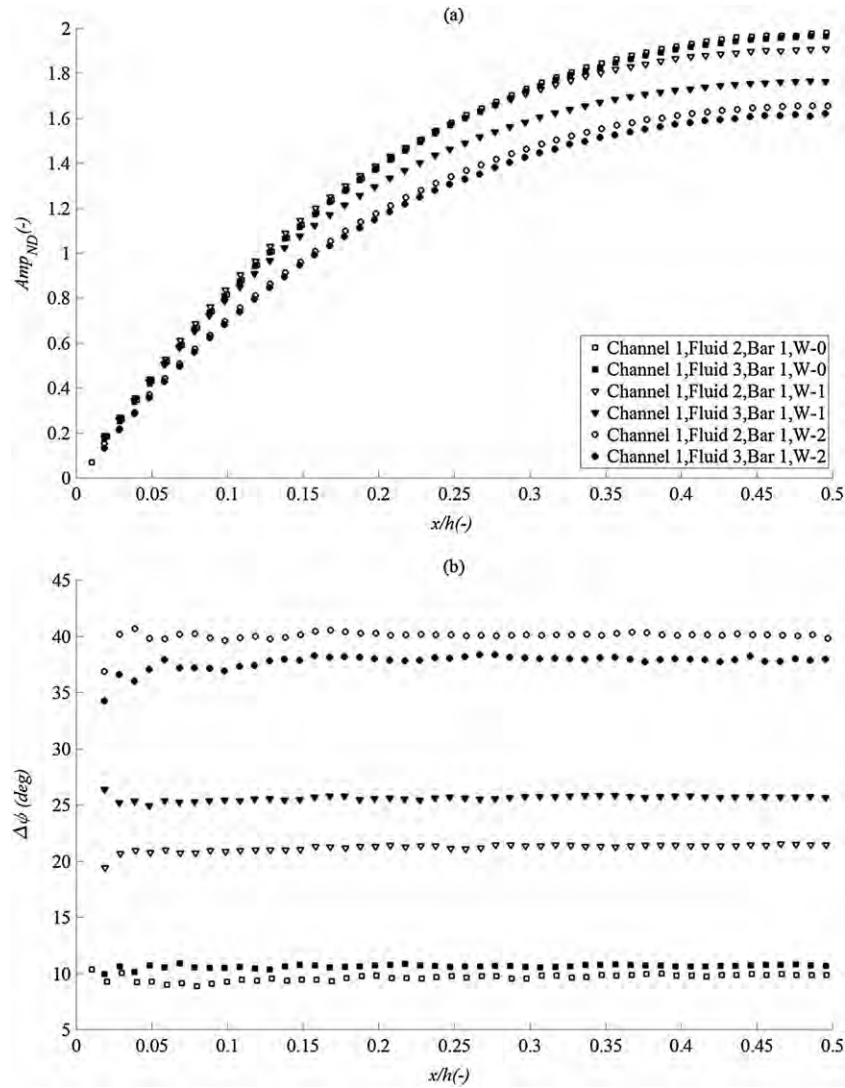 (a)
2
1.8
1.6
1.4
1.2
1
0.8
0.6
0.4
0.2
0
Amp_ND(-)
Channel 1,Fluid 2,Bar 1,W-0
Channel 1,Fluid 3,Bar 1,W-0
Channel 1,Fluid 2,Bar 1,W-1
Channel 1,Fluid 3,Bar 1,W-1
Channel 1,Fluid 2,Bar 1,W-2
Channel 1,Fluid 3,Bar 1,W-2
0 0.05 0.1 0.15 0.2 0.25 0.3 0.35 0.4 0.45 0.5
x/h(-)
(b)
45
40
35
30
25
20
15
10
5
Δϕ (deg)
0 0.05 0.1 0.15 0.2 0.25 0.3 0.35 0.4 0.45 0.5
x/h(-)